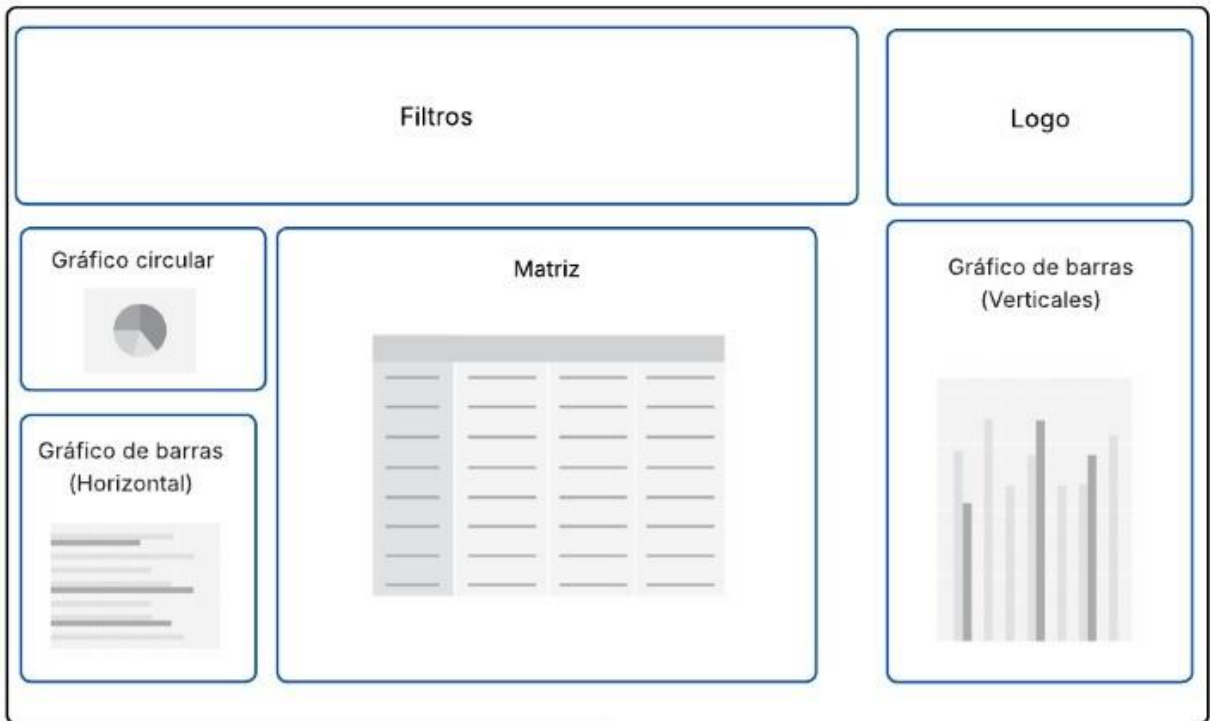 Filtros
Logo
Gráfico circular
Matriz
Gráfico de barras
(Verticales)
Gráfico de barras
(Horizontal)